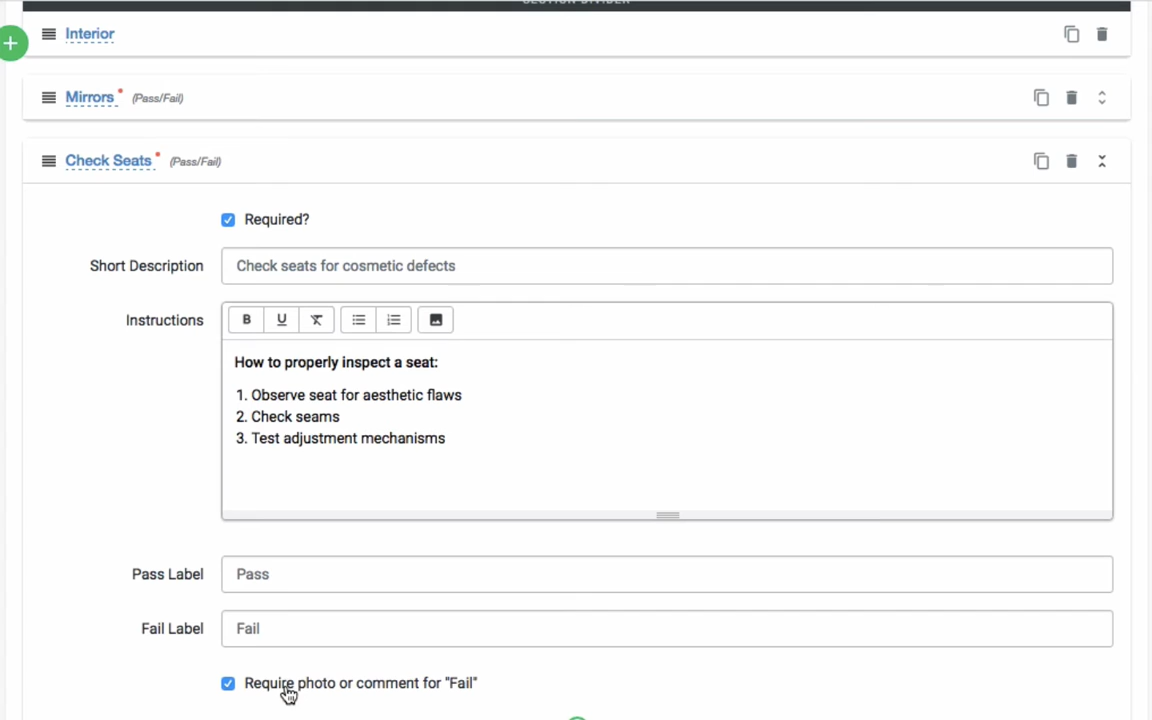 SECTION DIVIDER
Interior
Mirrors * (Pass/Fail)
Check Seats * (Pass/Fail)
Required?
Short Description Check seats for cosmetic defects
Instructions B U T
How to properly inspect a seat:
1. Observe seat for aesthetic flaws
2. Check seams
3. Test adjustment mechanisms
Pass Label Pass
Fail Label Fail
Require photo or comment for "Fail"